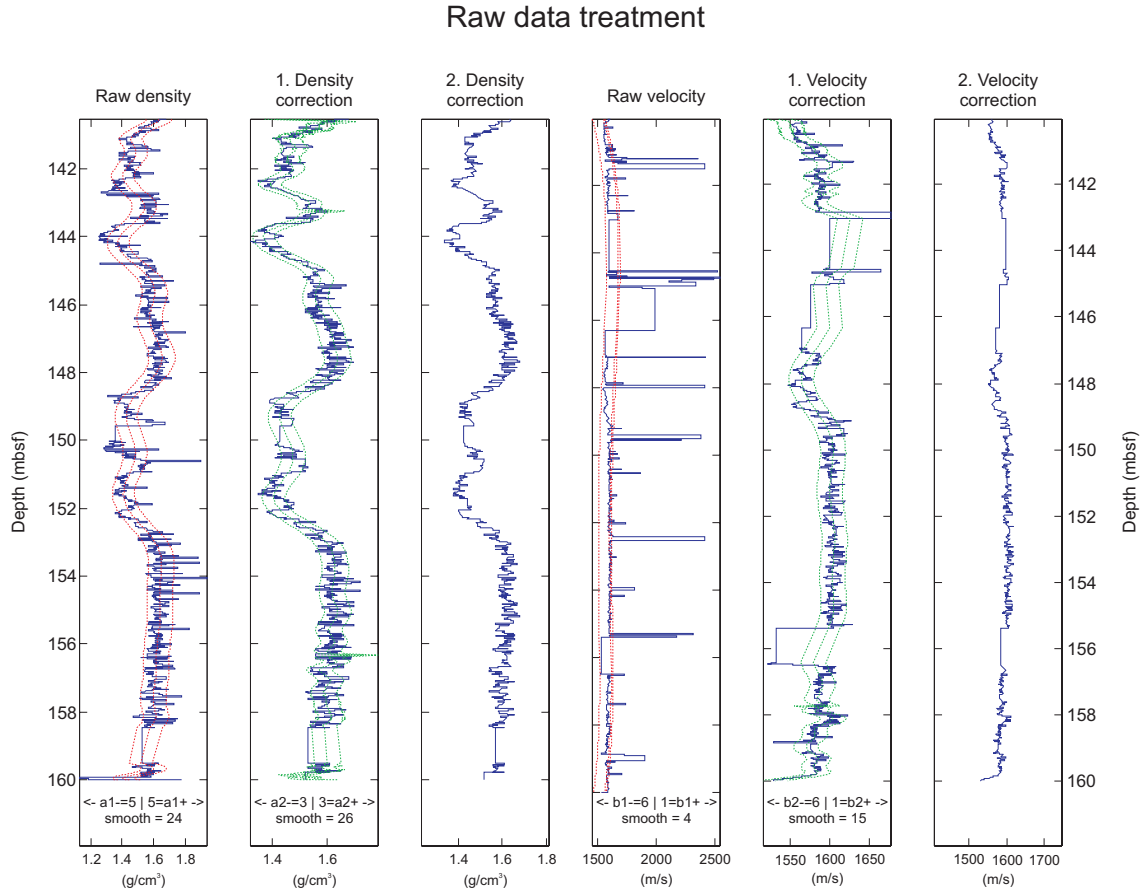 Raw data treatment
Raw density
1. Density correction
2. Density correction
Raw velocity
1. Velocity correction
2. Velocity correction
Depth (mbsf)
142
144
146
148
150
152
154
156
158
160
<- a1-=5 | 5=a1+ ->
smooth = 24
<- a2-=3 | 3=a2+ ->
smooth = 26
<- b1-=6 | 1=b1+ ->
smooth = 4
<- b2-=6 | 1=b2+ ->
smooth = 15
1.2 1.4 1.6 1.8
(g/cm³)
1.4 1.6
(g/cm³)
1.4 1.6 1.8
(g/cm³)
1500 2000 2500
(m/s)
1550 1600 1650
(m/s)
1500 1600 1700
(m/s)
142
144
146
148
150
152
154
156
158
160
Depth (mbsf)